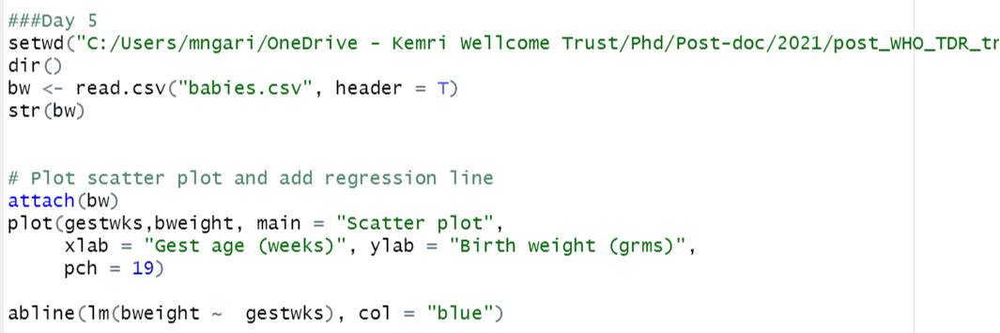 ###Day 5
setwd("C:/Users/mngari/OneDrive - Kemri Wellcome Trust/Phd/Post-doc/2021/post_WHO_TDR_tr
dir()
bw <- read.csv("babies.csv", header = T)
str(bw)
# Plot scatter plot and add regression line
attach(bw)
plot(gestwks,bweight, main = "Scatter plot",
     xlab = "Gest age (weeks)", ylab = "Birth weight (grms)",
     pch = 19)
abline(lm(bweight ~  gestwks), col = "blue")